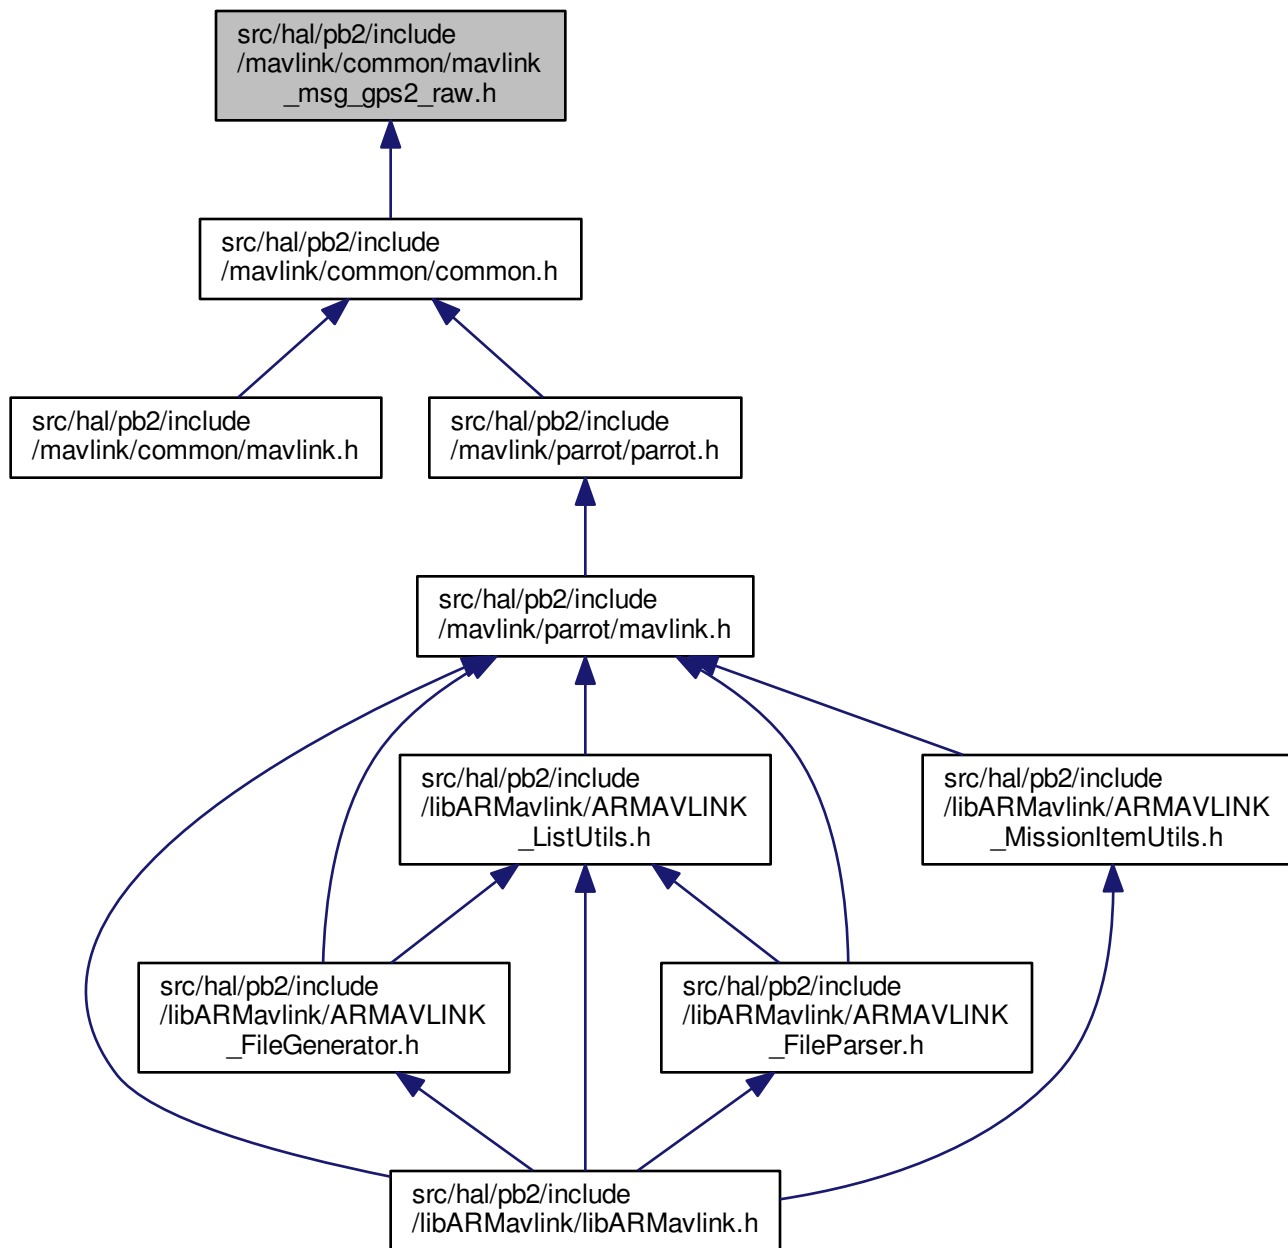 src/hal/pb2/include
/mavlink/common/mavlink
_msg_gps2_raw.h
src/hal/pb2/include
/mavlink/common/common.h
src/hal/pb2/include
/mavlink/common/mavlink.h
src/hal/pb2/include
/mavlink/parrot/parrot.h
src/hal/pb2/include
/mavlink/parrot/mavlink.h
src/hal/pb2/include
/libARMavlink/ARMAVLINK
_ListUtils.h
src/hal/pb2/include
/libARMavlink/ARMAVLINK
_MissionItemUtils.h
src/hal/pb2/include
/libARMavlink/ARMAVLINK
_FileGenerator.h
src/hal/pb2/include
/libARMavlink/ARMAVLINK
_FileParser.h
src/hal/pb2/include
/libARMavlink/libARMavlink.h